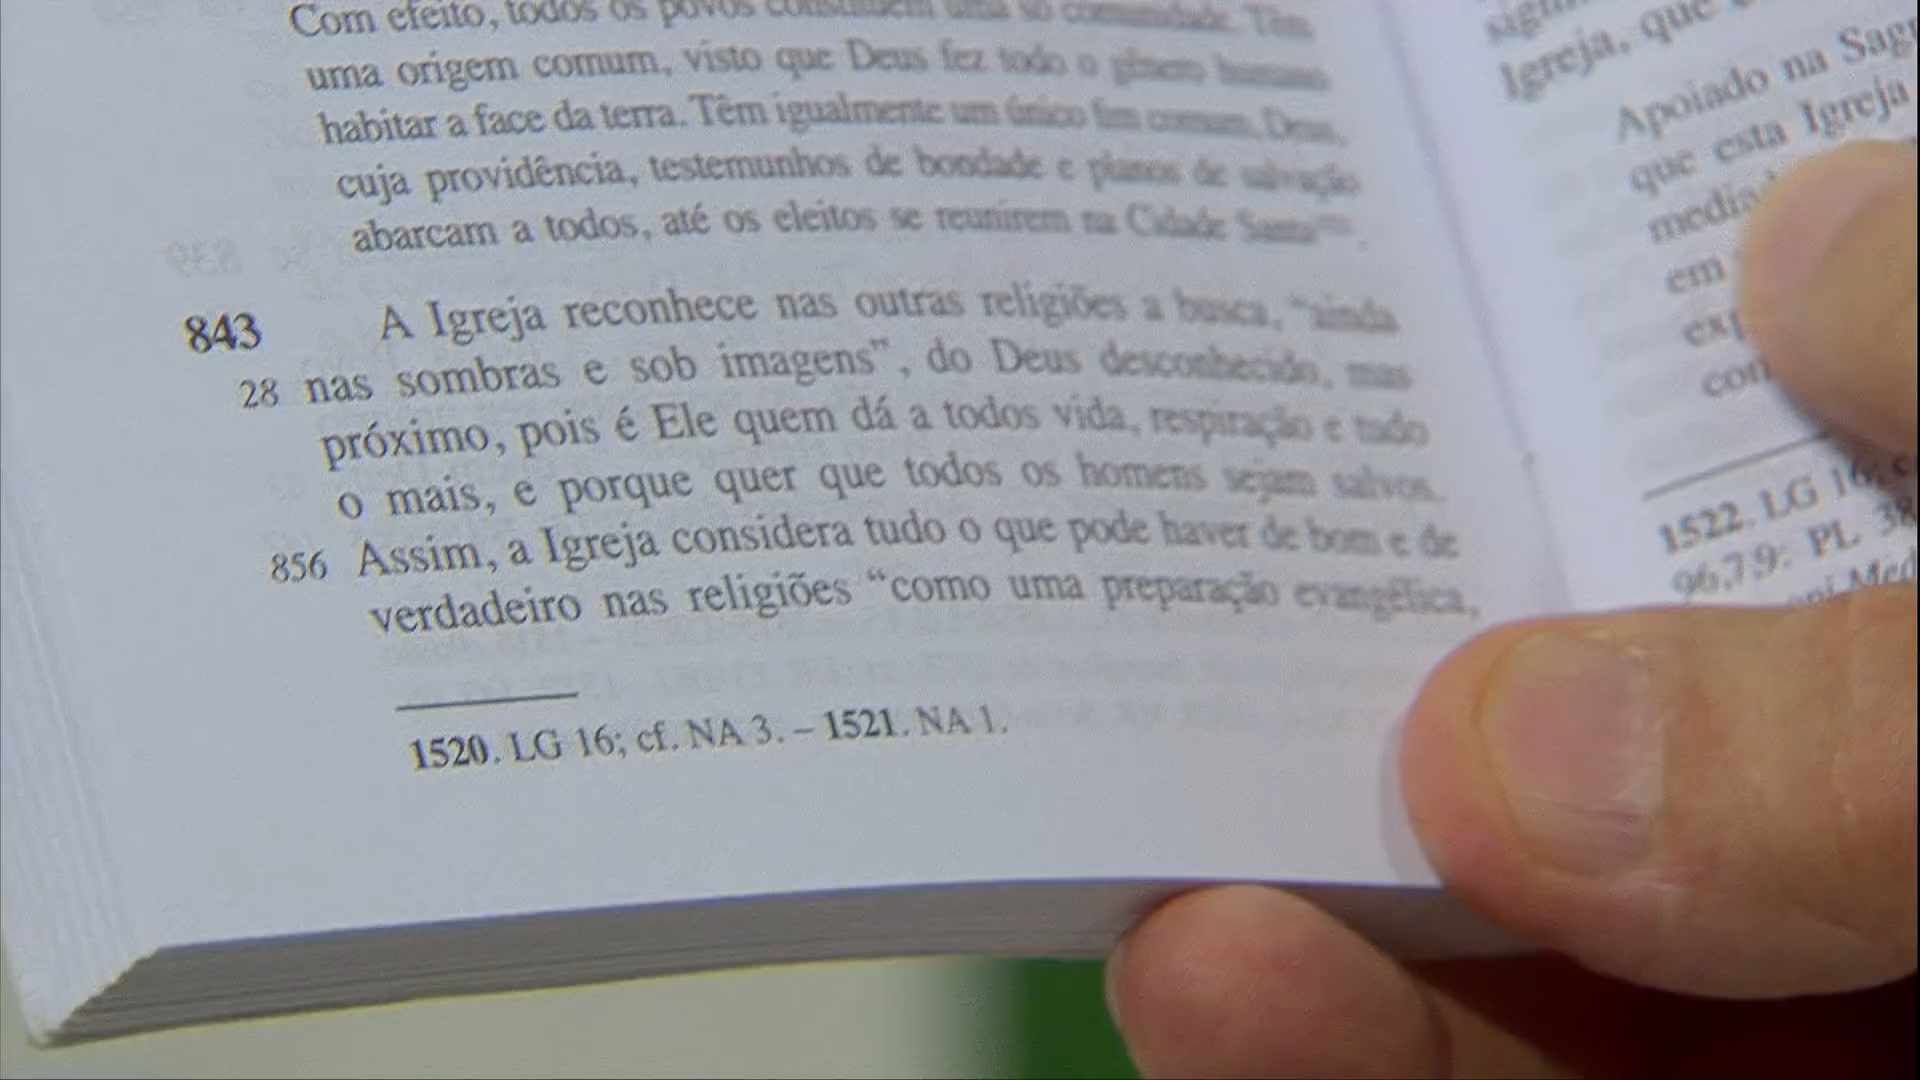 Com efeito, todos os povos constituem uma só comunidade. Têm
uma origem comum, visto que Deus fez todo o gênero humano
habitar a face da terra. Têm igualmente um único fim comum, Deus,
cuja providência, testemunhos de bondade e planos de salvação
abarcam a todos, até os eleitos se reunirem na Cidade Santa
843 A Igreja reconhece nas outras religiões a busca, “ainda
28 nas sombras e sob imagens”, do Deus desconhecido, mas
próximo, pois é Ele quem dá a todos vida, respiração e tudo
o mais, e porque quer que todos os homens sejam salvos.
856 Assim, a Igreja considera tudo o que pode haver de bom e de
verdadeiro nas religiões “como uma preparação evangélica,
1520. LG 16; cf. NA 3. – 1521. NA 1.
Igreja, que
Apoiado na
que esta Igreja
em
1522. LG
96,7.9: PL